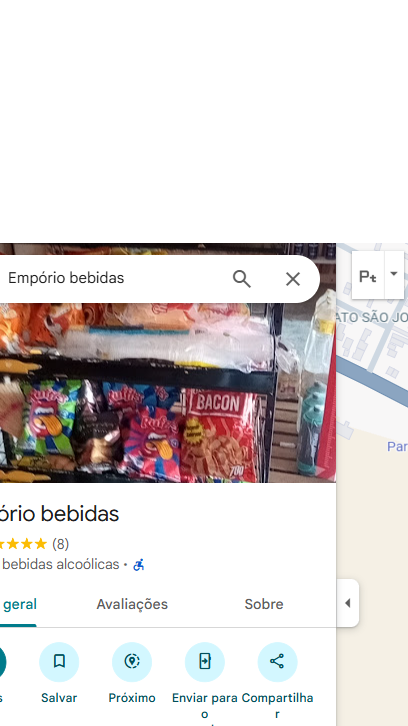 Empório bebidas
Pt
ATO SÃO JO
BACON
700
ório bebidas
(8)
bebidas alcoólicas ·
Par
geral
Avaliações
Sobre
s
Salvar
Próximo
Enviar para o
Compartilhar